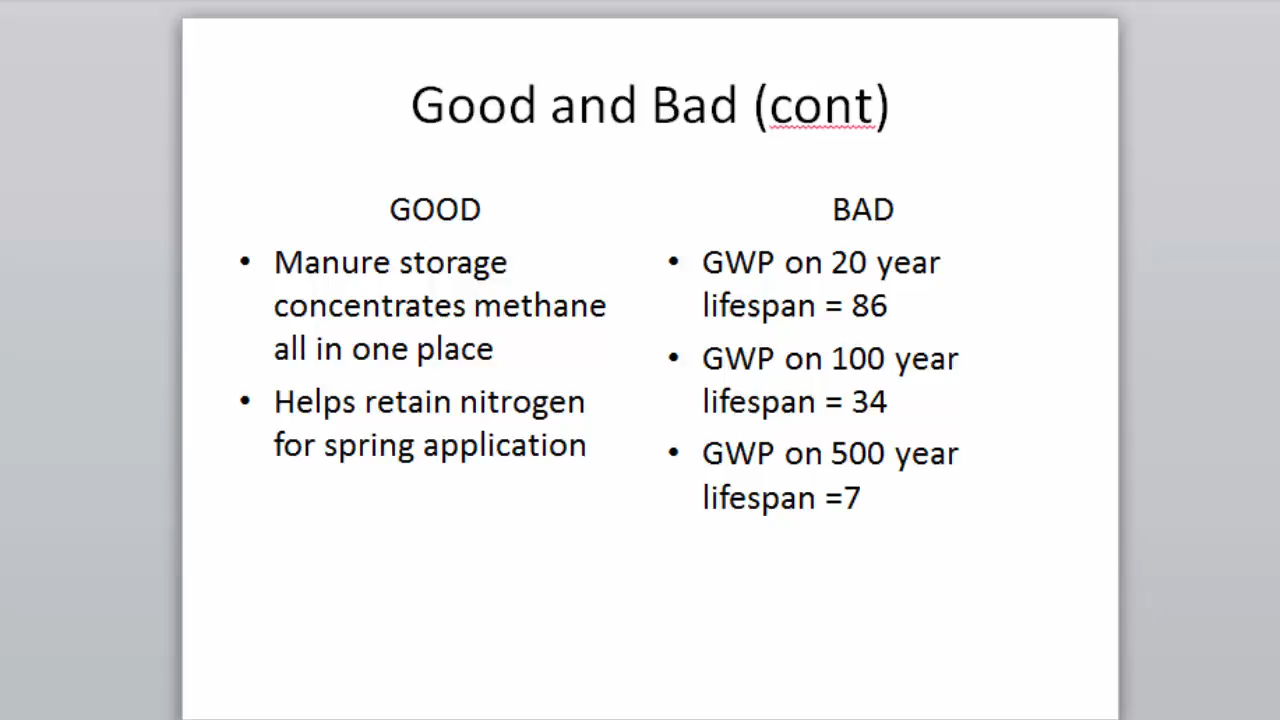 Good and Bad (cont)
GOOD
• Manure storage
concentrates methane
all in one place
• Helps retain nitrogen
for spring application
BAD
• GWP on 20 year
lifespan = 86
• GWP on 100 year
lifespan = 34
• GWP on 500 year
lifespan =7